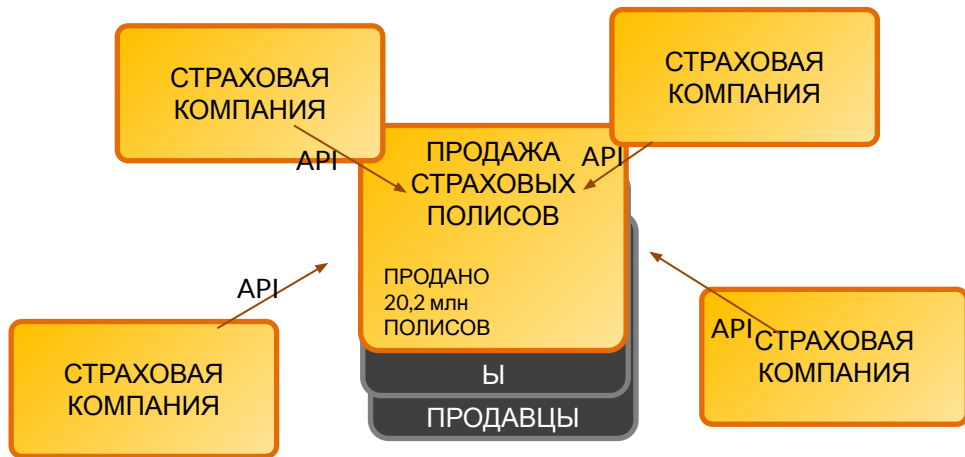 СТРАХОВАЯ
КОМПАНИЯ
СТРАХОВАЯ
КОМПАНИЯ
API
API
ПРОДАЖА
СТРАХОВЫХ
ПОЛИСОВ
ПРОДАНО
20,2 млн
ПОЛИСОВ
API
API
СТРАХОВАЯ
КОМПАНИЯ
СТРАХОВАЯ
КОМПАНИЯ
Ы
ПРОДАВЦЫ